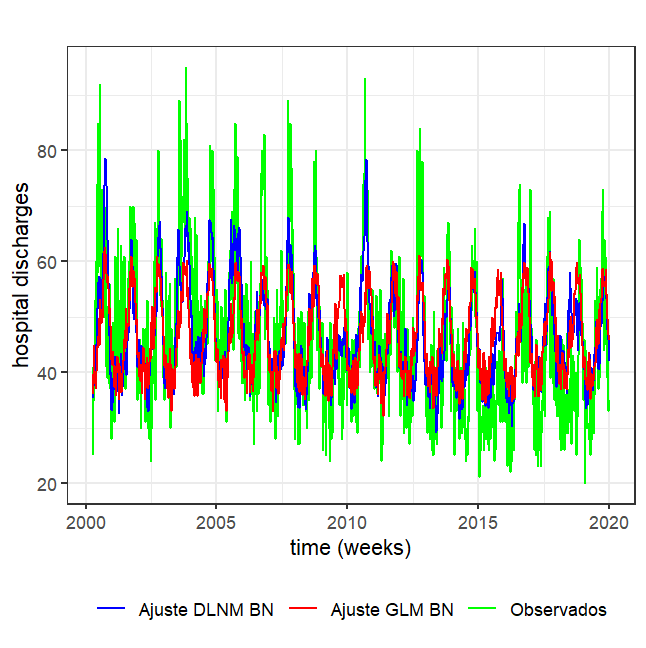 hospital discharges
80
60
40
20
2000 2005 2010 2015 2020
time (weeks)
Ajuste DLNM BN Ajuste GLM BN Observados